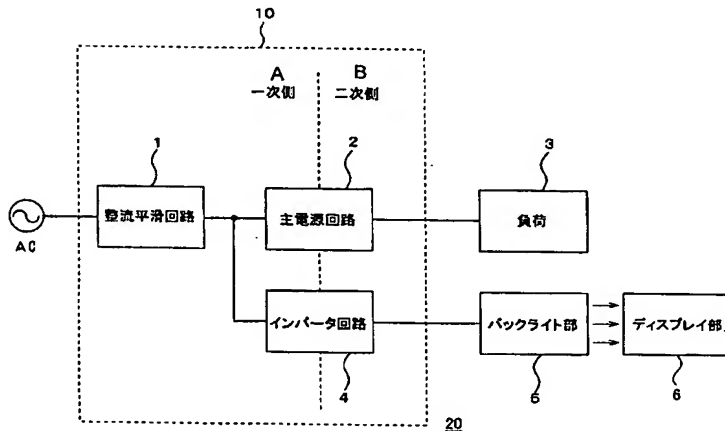 10
A
B
一次側
二次側
1
2
3
整流平滑回路
主電源回路
負荷
AC
インバータ回路
バックライト部
ディスプレイ部
4
5
6
20